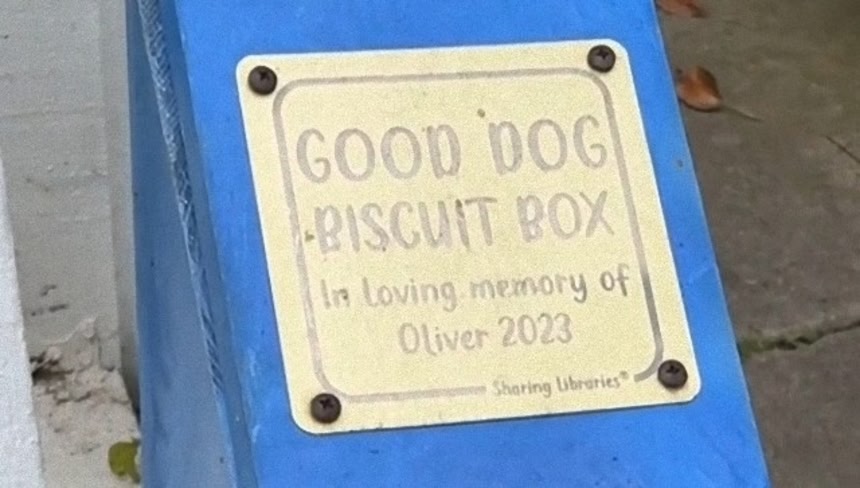 GOOD DOG
BISCUIT BOX
In Loving memory of
Oliver 2023
Sharing Libraries®